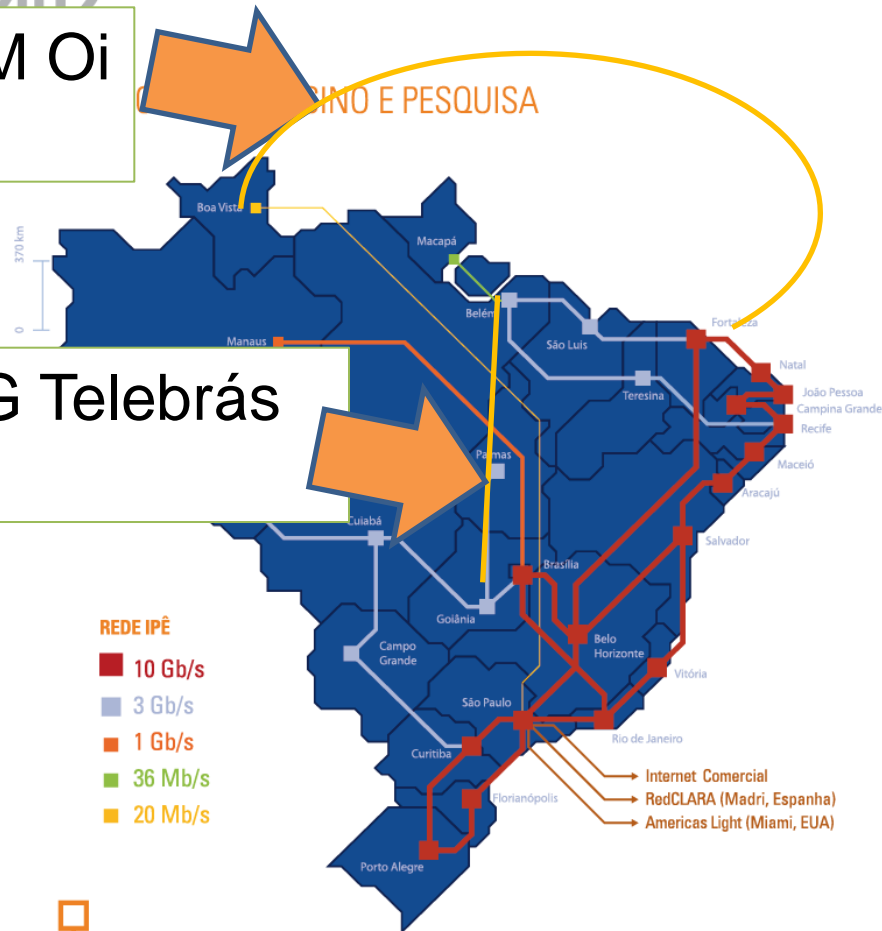 M Oi
SINO E PESQUISA
Boa Vista
Macapá
370 km
0
Belém
São Luis
Fortaleza
Manaus
Natal
Teresina
João Pessoa
Campina Grande
Recife
G Telebrás
Palmas
Maceió
Aracajú
Cuiabá
Salvador
Brasília
Goiânia
REDE IPÊ
Campo
Grande
Belo
Horizonte
10 Gb/s
Vitória
3 Gb/s
São Paulo
Rio de Janeiro
1 Gb/s
Curitiba
Internet Comercial
36 Mb/s
Florianópolis
RedCLARA (Madri, Espanha)
20 Mb/s
Americas Light (Miami, EUA)
Porto Alegre